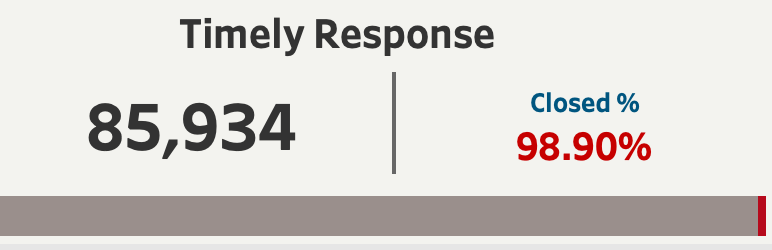 Timely Response
85,934
Closed %
98.90%